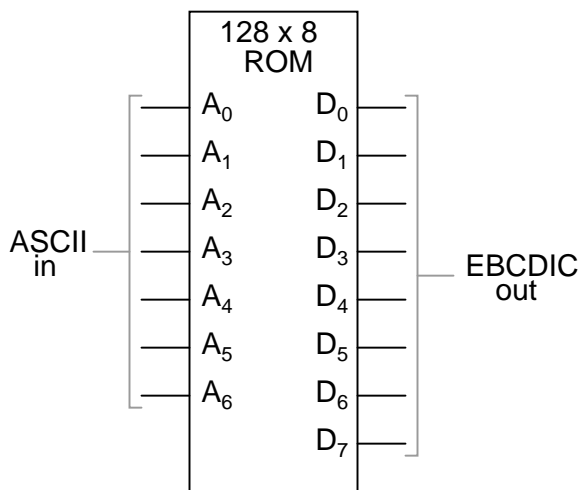 128 x 8
ROM
A0 D0
A1 D1
A2 D2
ASCII
in
A3 D3
EBCDIC
out
A4 D4
A5 D5
A6 D6
D7